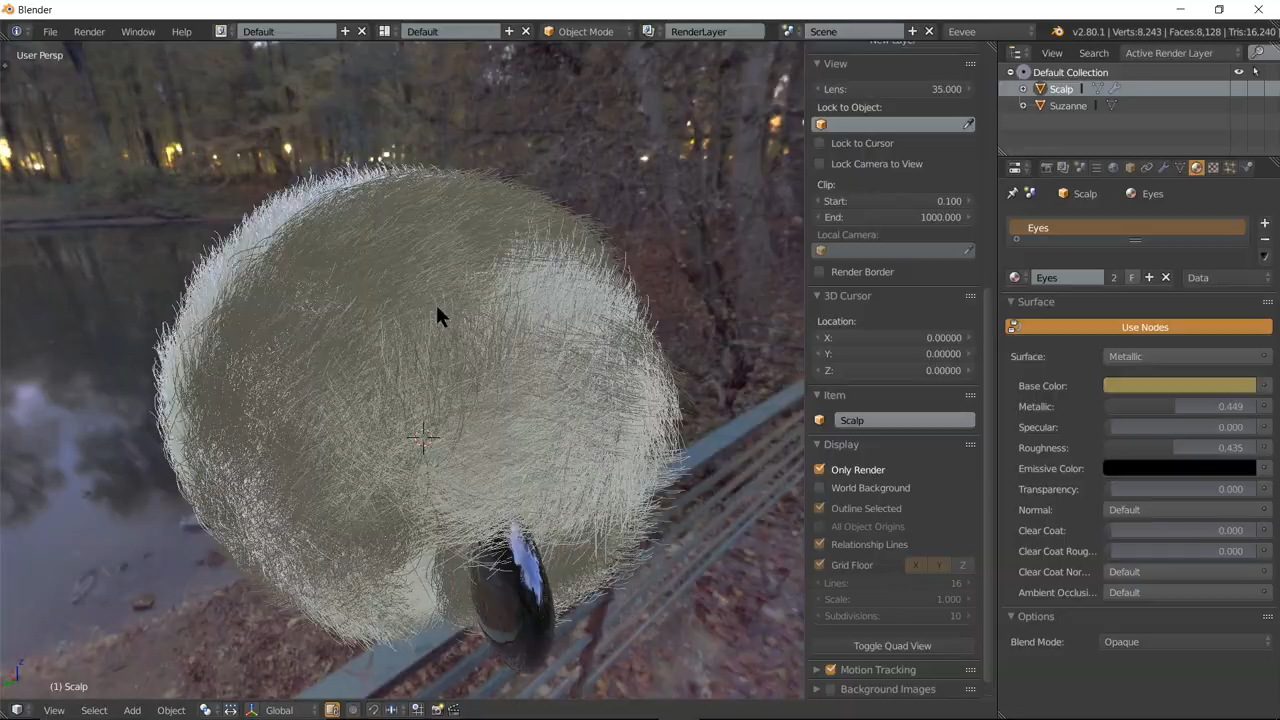 Blender
File Render Window Help Default Default Object Mode RenderLayer Scene Eevee v2.80.1 | Verts:8,243 | Faces:8,128 | Tris:16,240
User Persp
View
Lens: 35.000
Lock to Object:
Lock to Cursor
Lock Camera to View
Clip:
Start: 0.100
End: 1000.000
Local Camera:
Render Border
3D Cursor
Location:
X: 0.00000
Y: 0.00000
Z: 0.00000
Item
Scalp
Display
Only Render
World Background
Outline Selected
All Object Origins
Relationship Lines
Grid Floor X Y Z
Lines: 16
Scale: 1.000
Subdivisions: 10
Toggle Quad View
Motion Tracking
Background Images
View Search Active Render Layer
Default Collection
Scalp
Suzanne
Scalp Eyes
Eyes
Eyes 2 F Data
Surface
Use Nodes
Surface: Metallic
Base Color:
Metallic: 0.449
Specular: 0.000
Roughness: 0.435
Emissive Color:
Transparency: 0.000
Normal: Default
Clear Coat: 0.000
Clear Coat Roug... 0.000
Clear Coat Nor... Default
Ambient Occlusi... Default
Options
Blend Mode: Opaque
z
(1) Scalp
View Select Add Object Global